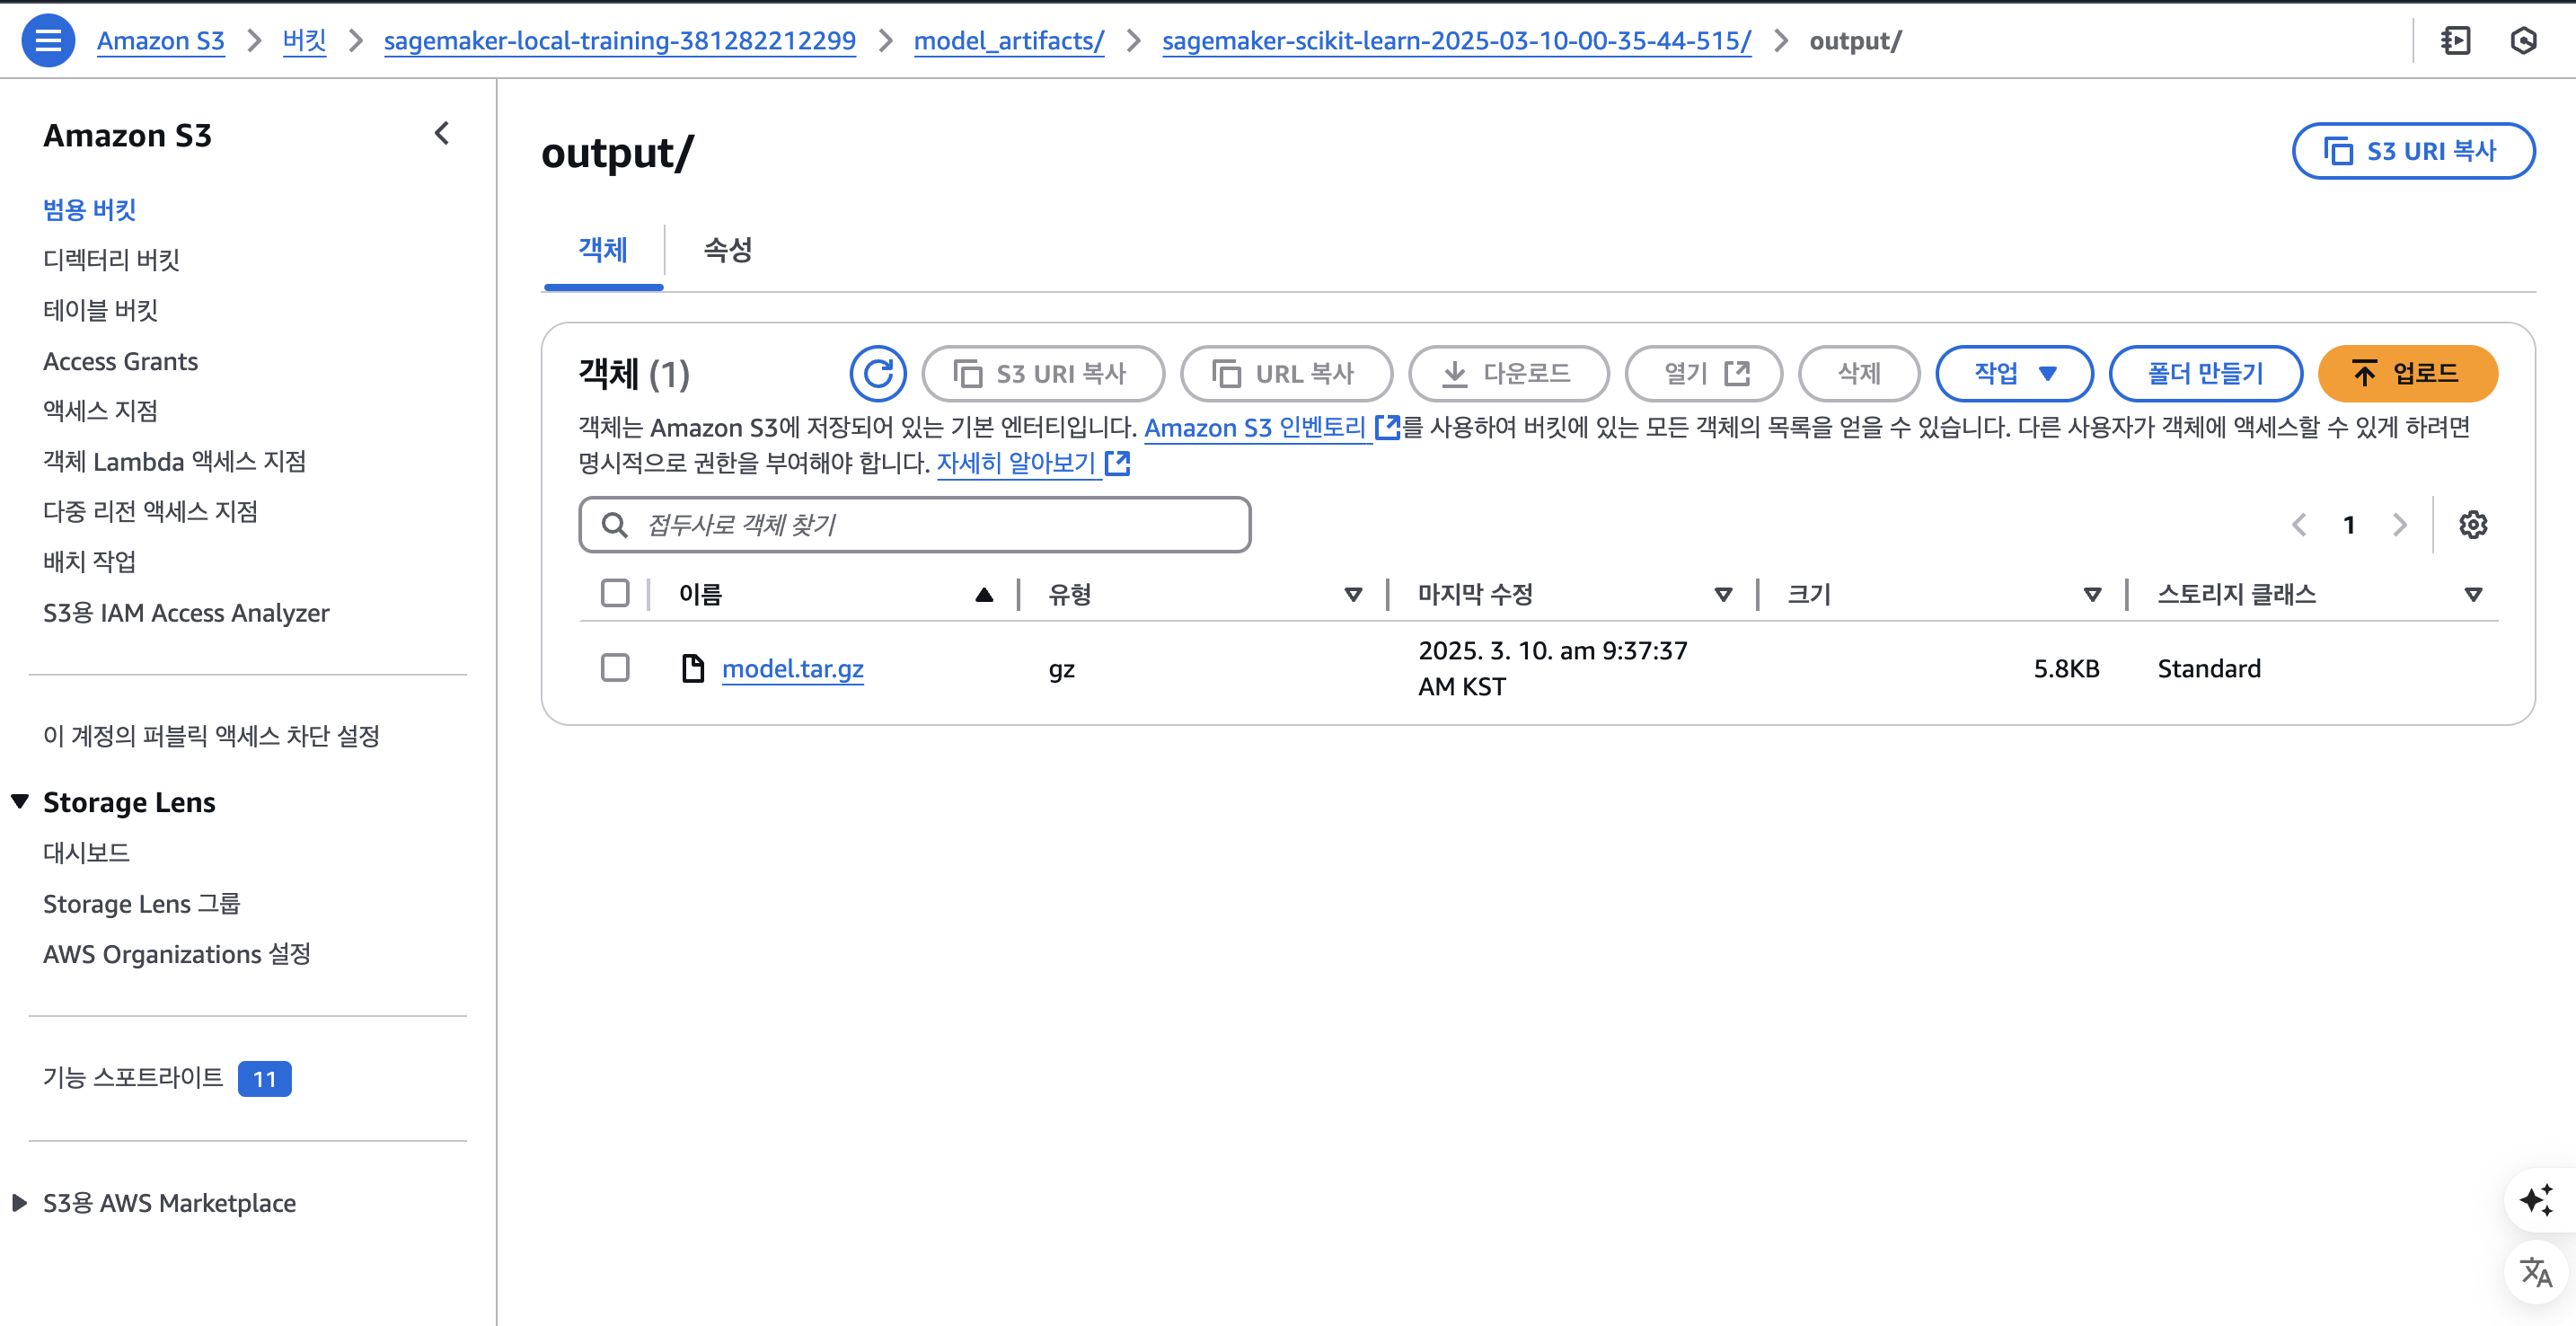 Amazon S3 > 버킷 > sagemaker-local-training-381282212299 > model_artifacts/ > sagemaker-scikit-learn-2025-03-10-00-35-44-515/ > output/
Amazon S3
범용 버킷
디렉터리 버킷
테이블 버킷
Access Grants
액세스 지점
객체 Lambda 액세스 지점
다중 리전 액세스 지점
배치 작업
S3용 IAM Access Analyzer
이 계정의 퍼블릭 액세스 차단 설정
Storage Lens
대시보드
Storage Lens 그룹
AWS Organizations 설정
기능 스포트라이트 11
S3용 AWS Marketplace
output/
S3 URI 복사
객체 속성
객체 (1) S3 URI 복사 URL 복사 다운로드 열기 삭제 작업 폴더 만들기 업로드
객체는 Amazon S3에 저장되어 있는 기본 엔터티입니다. Amazon S3 인벤토리 를 사용하여 버킷에 있는 모든 객체의 목록을 얻을 수 있습니다. 다른 사용자가 객체에 액세스할 수 있게 하려면
명시적으로 권한을 부여해야 합니다. 자세히 알아보기
접두사로 객체 찾기
1
이름 유형 마지막 수정 크기 스토리지 클래스
model.tar.gz gz 2025. 3. 10. am 9:37:37 AM KST 5.8KB Standard
文A